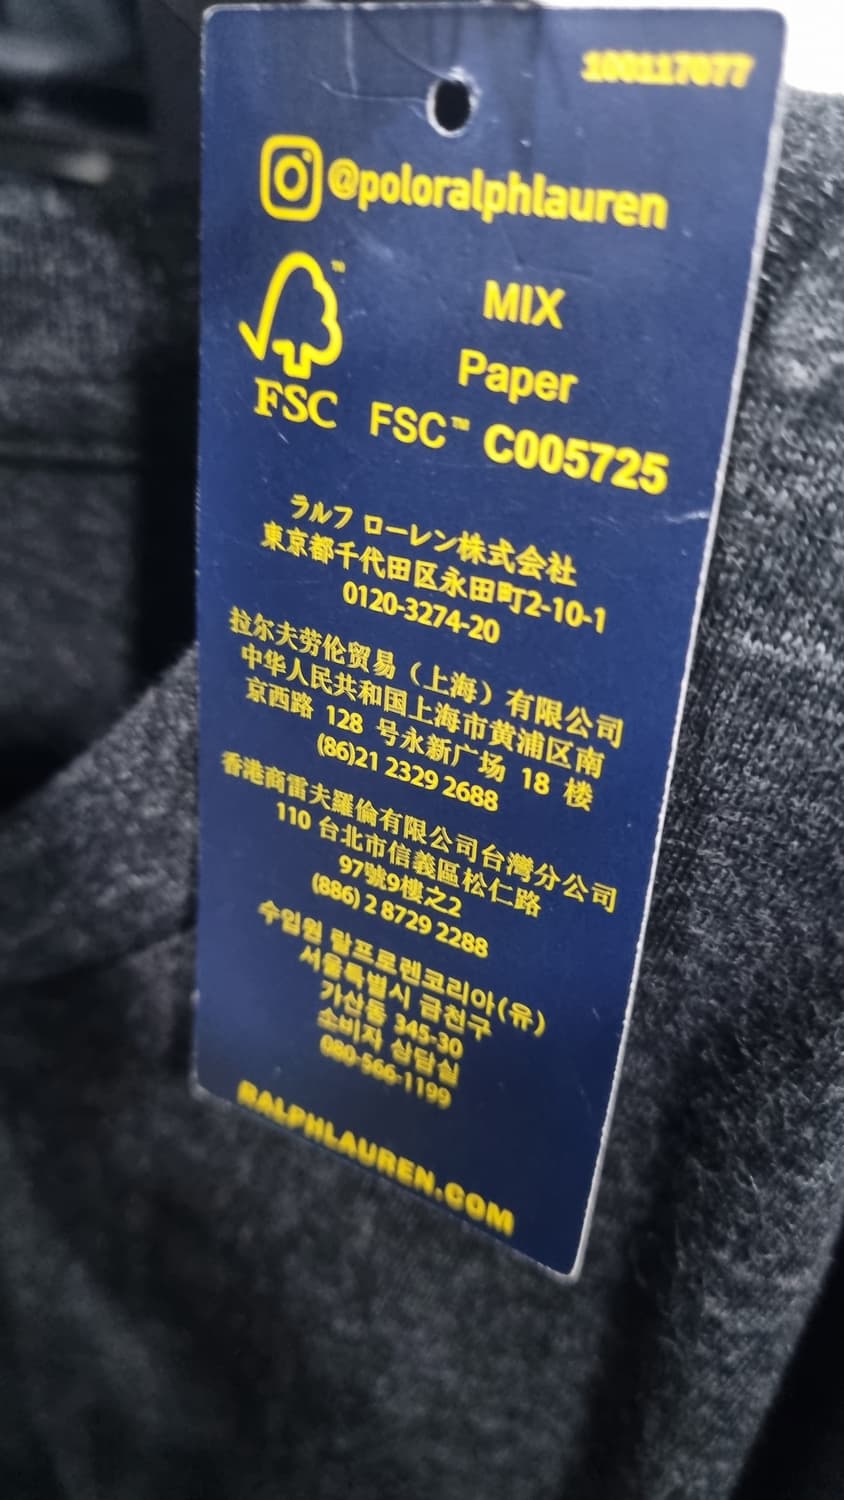 100117077
@poloralphlauren
MIX
Paper
FSC FSC™ C005725
ラルフ ローレン株式会社
東京都千代田区永田町2-10-1
0120-3274-20
拉尔夫劳伦贸易（上海）有限公司
中华人民共和国上海市黄浦区南
京西路 128 号永新广场 18 楼
(86)21 2329 2688
香港商雷夫羅倫有限公司台灣分公司
110 台北市信義區松仁路
97號9樓之2
(886) 2 8729 2288
수입원 랄프로렌코리아(유)
서울특별시 금천구
가산동 345-30
소비자 상담실
080-566-1199
RALPHLAUREN.COM